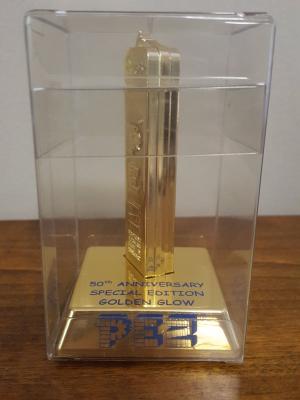 50TH ANNIVERSARY
SPECIAL EDITION
GOLDEN GLOW
PEZ